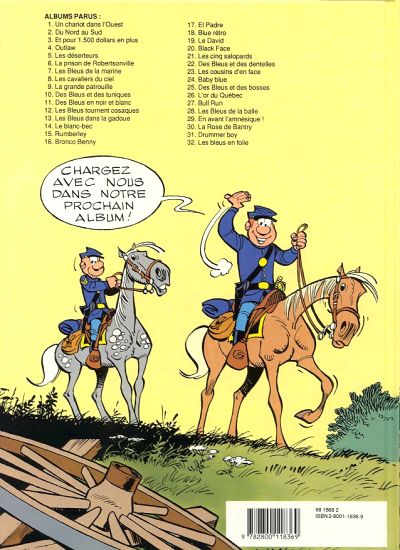 ALBUMS PARUS :
1. Un chariot dans l'Ouest
2. Du Nord au Sud
3. Et pour 1.500 dollars en plus
4. Outlaw
5. Les déserteurs
6. La prison de Robertsonville
7. Les Bleus de la marine
8. Les cavaliers du ciel
9. La grande patrouille
10. Des Bleus et des tuniques
11. Des Bleus en noir et blanc
12. Les Bleus tournent cosaques
13. Les Bleus dans la gadoue
14. Le blanc-bec
15. Rumberley
16. Bronco Benny
17. El Padre
18. Blue rétro
19. Le David
20. Black Face
21. Les cinq salopards
22. Des Bleus et des dentelles
23. Les cousins d'en face
24. Baby blue
25. Des Bleus et des bosses
26. L'or du Québec
27. Bull Run
28. Les Bleus de la balle
29. En avant l'amnésique !
30. La Rose de Bantry
31. Drummer boy
32. Les bleus en folie
CHARGEZ
AVEC NOUS
DANS NOTRE
PROCHAIN
ALBUM!
68 1568 2
ISBN 2-8001-1836-9
9 782800 118369